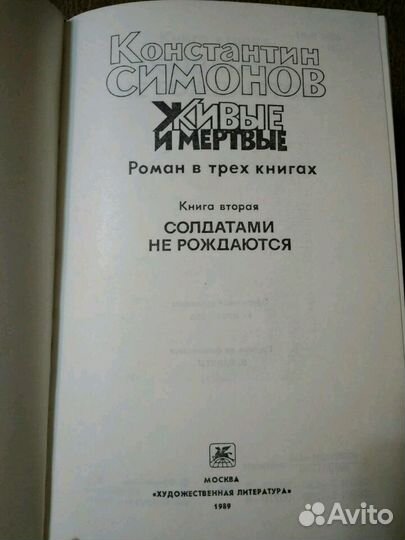 Константин
СИМОНОВ
ЖИВЫЕ
И МЕРТВЫЕ
Роман в трех книгах
Книга вторая
СОЛДАТАМИ
НЕ РОЖДАЮТСЯ
МОСКВА
«ХУДОЖЕСТВЕННАЯ ЛИТЕРАТУРА»
1989
Avito